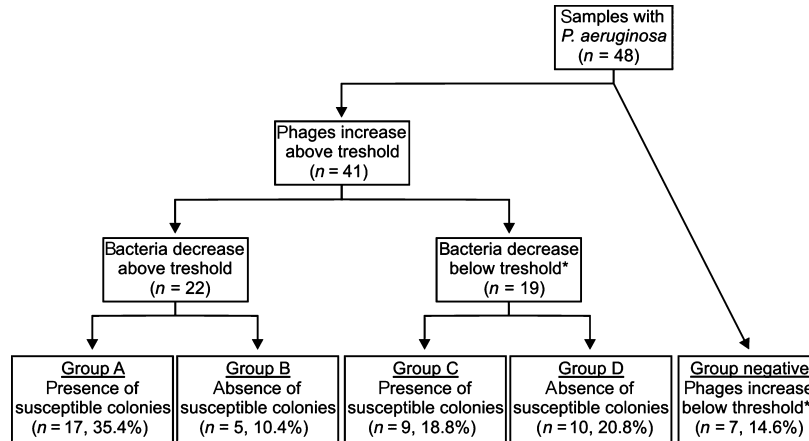 Samples with
P. aeruginosa
(n = 48)
Phages increase
above treshold
(n = 41)
Bacteria decrease
above treshold
(n = 22)
Bacteria decrease
below treshold*
(n = 19)
Group A
Presence of
susceptible colonies
(n = 17, 35.4%)
Group B
Absence of
susceptible colonies
(n = 5, 10.4%)
Group C
Presence of
susceptible colonies
(n = 9, 18.8%)
Group D
Absence of
susceptible colonies
(n = 10, 20.8%)
Group negative
Phages increase
below threshold*
(n = 7, 14.6%)